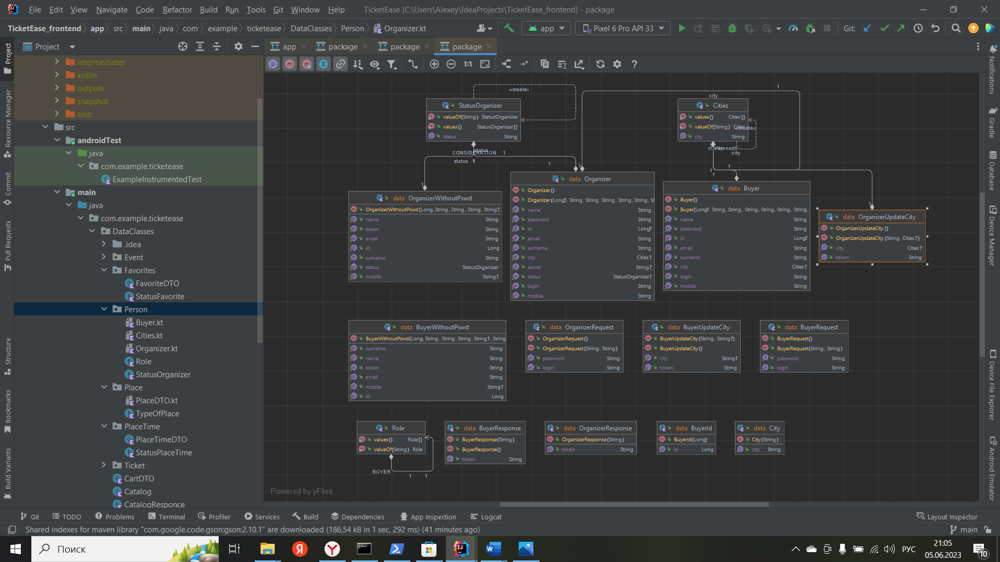 File Edit View Navigate Code Refactor Build Run Tools Git Window Help TicketEase [C:\Users\Alexey\IdeaProjects\TicketEase_frontend] - package
TicketEase_frontend app src main java com example ticketease DataClasses Person Organizer.kt app Pixel 6 Pro API 33 Git:
Project
app package package package
Project
Resource Manager
Commit
Pull Requests
Structure
Bookmarks
Build Variants
intermediates
kotlin
outputs
snapshot
tmp
src
androidTest
java
com.example.ticketease
ExampleInstrumentedTest
main
java
com.example.ticketease
DataClasses
.idea
Event
Favorites
FavoriteDTO
StatusFavorite
Person
Buyer.kt
Cities.kt
Organizer.kt
Role
StatusOrganizer
Place
PlaceDTO.kt
TypeOfPlace
PlaceTime
PlaceTimeDTO
StatusPlaceTime
Ticket
CartDTO
Catalog
CatalogResponce
1:1
«create»
StatusOrganizer
valueOf(String) StatusOrganizer
values() StatusOrganizer[]
status String
status
CONSIDERATION 1
status 1
1
city
Cities
values() Cities[]
valueOf(String) Cities
«create»
city String
city
1
1
1
1
1
1
1
1
data OrganizerWithoutPswd
OrganizerWithoutPswd(Long, String, String, String, String?,
name String
token String
email String
id Long
surname String
status StatusOrganizer
mobile String?
data Organizer
Organizer()
Organizer(Long?, String, String, String, String, St
name String
password String
id Long?
email String
surname String
city Cities?
secret String?
status StatusOrganizer?
login String
mobile String
data Buyer
Buyer()
Buyer(Long?, String, String, String, String, String,
name String
password String
id Long?
email String
surname String
city Cities?
login String
mobile String
data OrganizerUpdateCity
OrganizerUpdateCity()
OrganizerUpdateCity(String, Cities?)
city Cities?
token String
data BuyerWithoutPswd
BuyerWithoutPswd(Long, String, String, String, String?, String
surname String
name String
token String
email String
mobile String?
id Long
data OrganizerRequest
OrganizerRequest()
OrganizerRequest(String, String)
password String
login String
data BuyerUpdateCity
BuyerUpdateCity(String, String?)
BuyerUpdateCity()
city String?
token String
data BuyerRequest
BuyerRequest()
BuyerRequest(String, String)
password String
login String
Role
values() Role[]
valueOf(String) Role
BUYER
1 1
data BuyerResponse
BuyerResponse(String)
BuyerResponse()
token String
data OrganizerResponse
OrganizerResponse(String)
token String
data BuyerId
BuyerId(Long)
id Long
data City
City(String)
city String
Powered by yFiles
Notifications
Gradle
Database
Device Manager
Device File Explorer
Android Emulator
Git TODO Problems Terminal Profiler Services Build Dependencies App Inspection Logcat Layout Inspector
Shared indexes for maven library "com.google.code.gson:gson:2.10.1" are downloaded (186,54 kB in 1 sec, 292 ms) (41 minutes ago) main
Поиск
РУС
21:05
05.06.2023
10